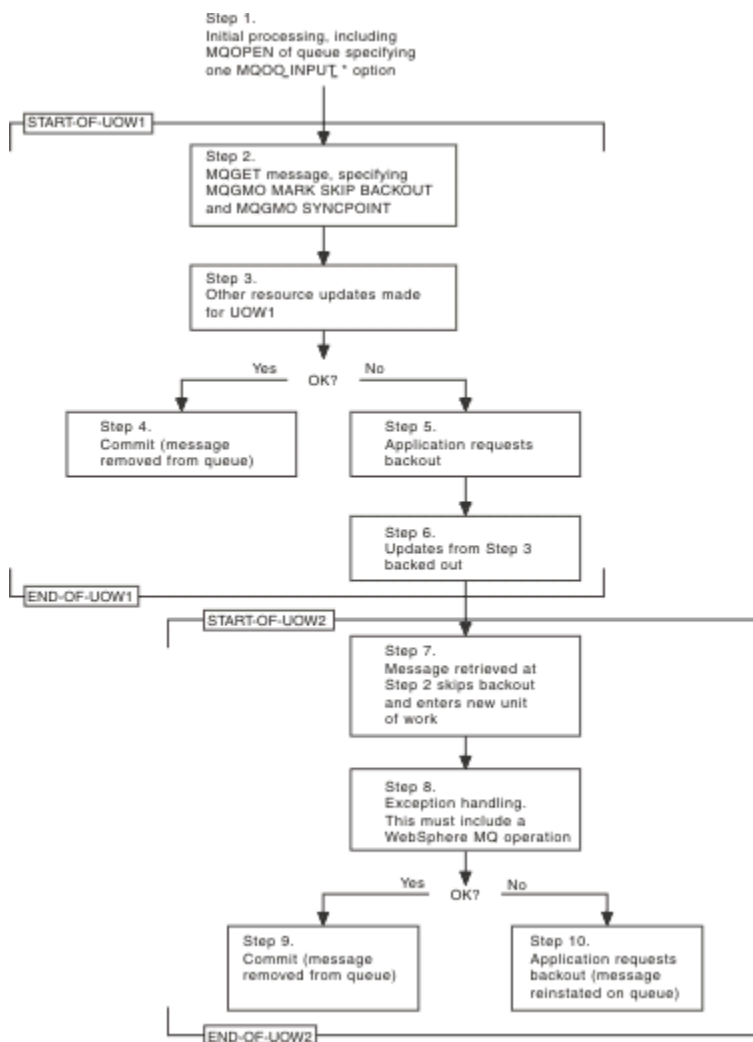 Step 1.
Initial processing, including
MQOPEN of queue specifying
one MQOO_INPUT_* option
START-OF-UOW1
Step 2.
MQGET message, specifying
MQGMO MARK SKIP BACKOUT
and MQGMO SYNCPOINT
Step 3.
Other resource updates made
for UOW1
Yes
OK?
No
Step 4.
Commit (message
removed from queue)
Step 5.
Application requests
backout
Step 6.
Updates from Step 3
backed out
END-OF-UOW1
START-OF-UOW2
Step 7.
Message retrieved at
Step 2 skips backout
and enters new unit
of work
Step 8.
Exception handling.
This must include a
WebSphere MQ operation
Yes
OK?
No
Step 9.
Commit (message
removed from queue)
Step 10.
Application requests
backout (message
reinstated on queue)
END-OF-UOW2